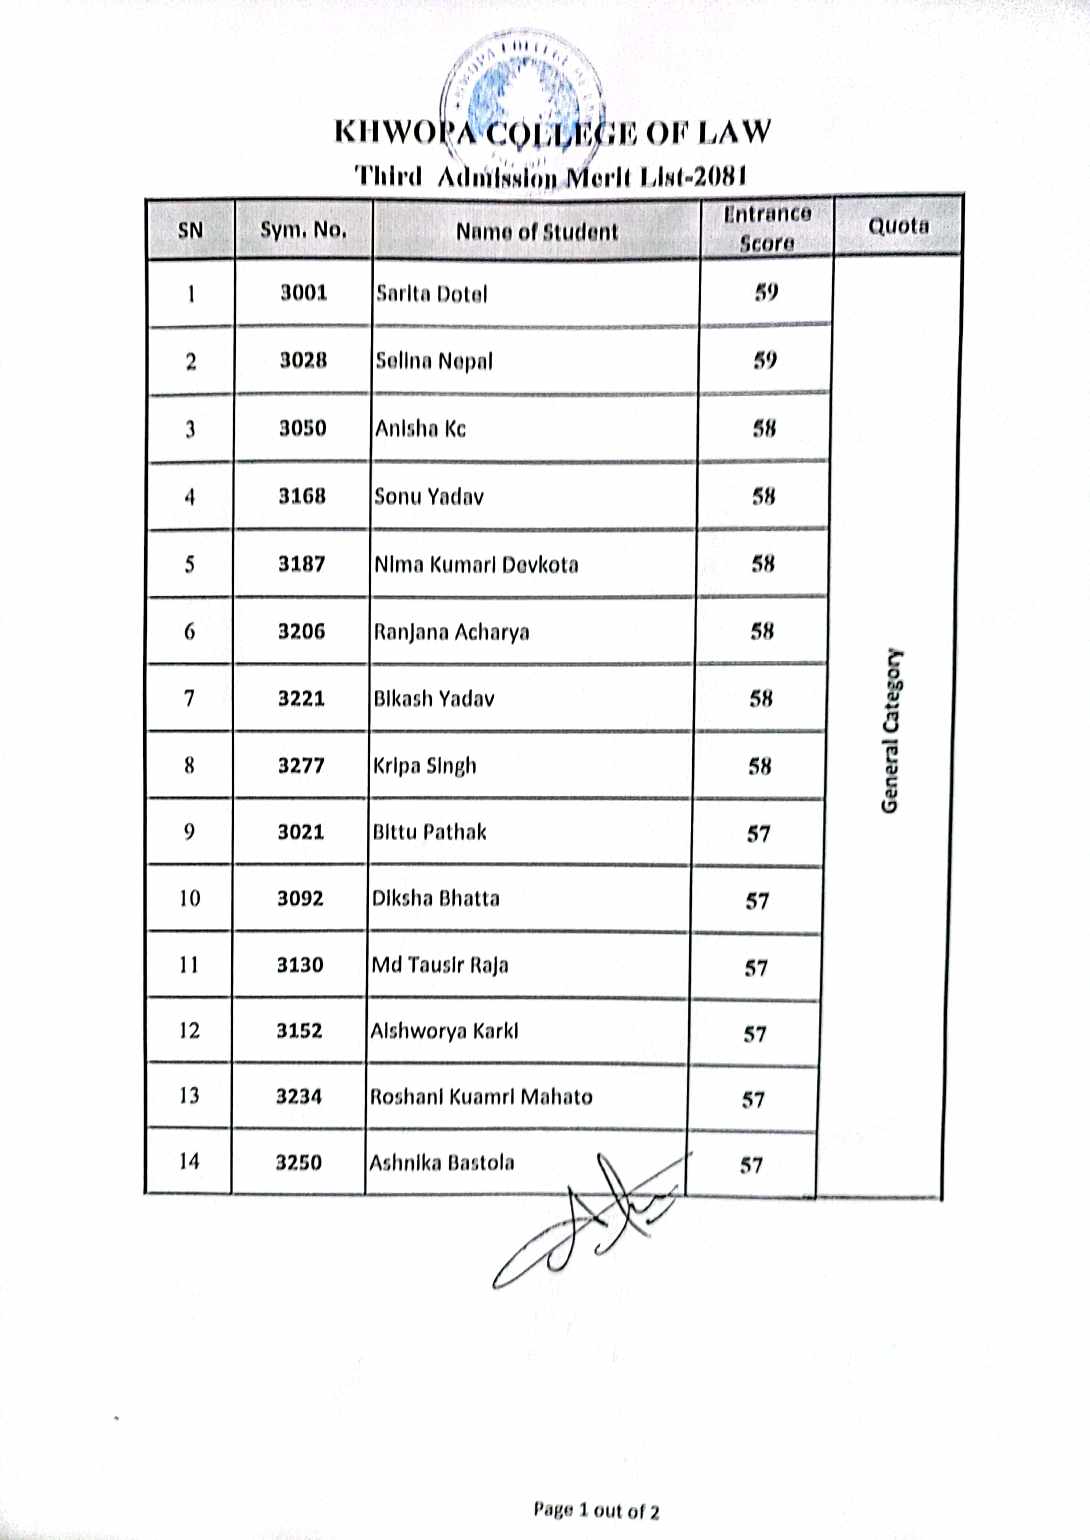 KHWOPA COLLEGE OF LAW
Third Admission Merit List-2081
SN Sym. No. Name of Student Entrance Score Quota
1 3001 Sarita Dotel 59
2 3028 Selina Nepal 59
3 3050 Anisha Kc 58
4 3168 Sonu Yadav 58
5 3187 Nima Kumari Devkota 58
6 3206 Ranjana Acharya 58
7 3221 Bikash Yadav 58
8 3277 Kripa Singh 58
9 3021 Bittu Pathak 57
10 3092 Diksha Bhatta 57
11 3130 Md Tausir Raja 57
12 3152 Aishworya Karki 57
13 3234 Roshani Kuamri Mahato 57
14 3250 Ashnika Bastola 57
General Category
Page 1 out of 2